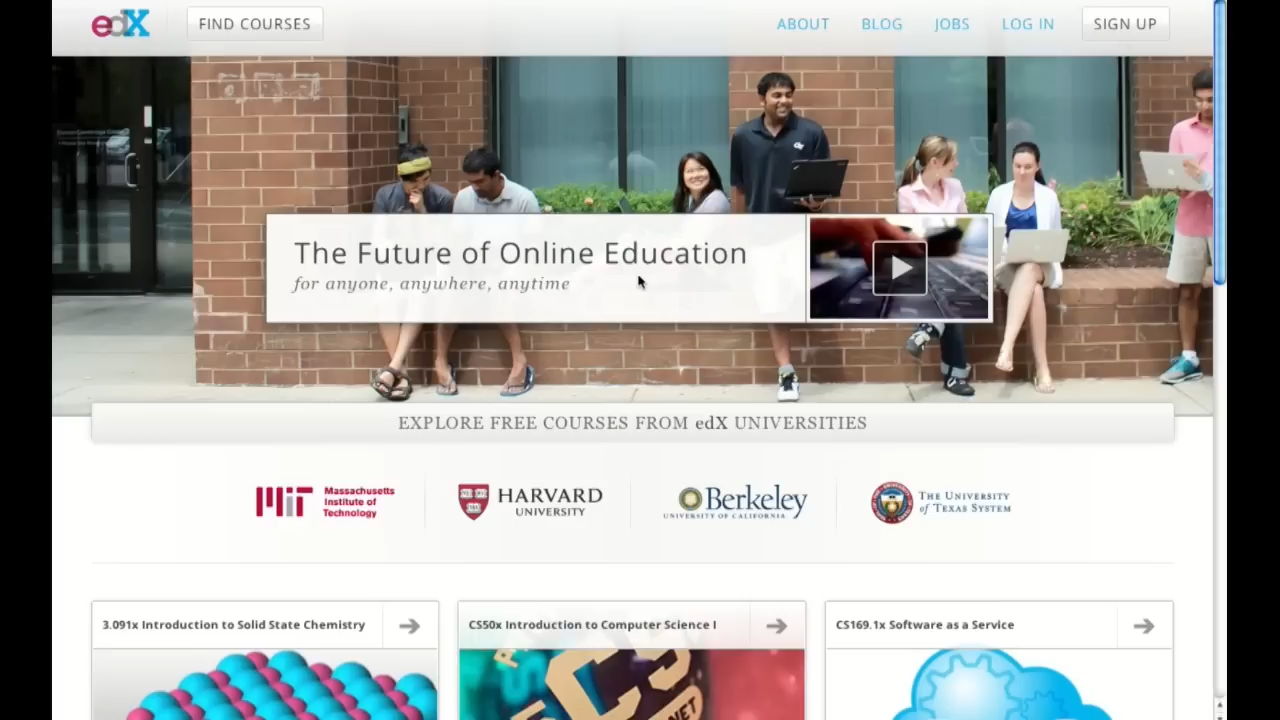 edX
FIND COURSES
ABOUT
BLOG
JOBS
LOG IN
SIGN UP
The Future of Online Education
for anyone, anywhere, anytime
EXPLORE FREE COURSES FROM edX UNIVERSITIES
MIT
Massachusetts
Institute of
Technology
HARVARD
UNIVERSITY
Berkeley
UNIVERSITY OF CALIFORNIA
THE UNIVERSITY
of TEXAS SYSTEM
3.091x Introduction to Solid State Chemistry
CS50x Introduction to Computer Science I
CS169.1x Software as a Service
CS
NET